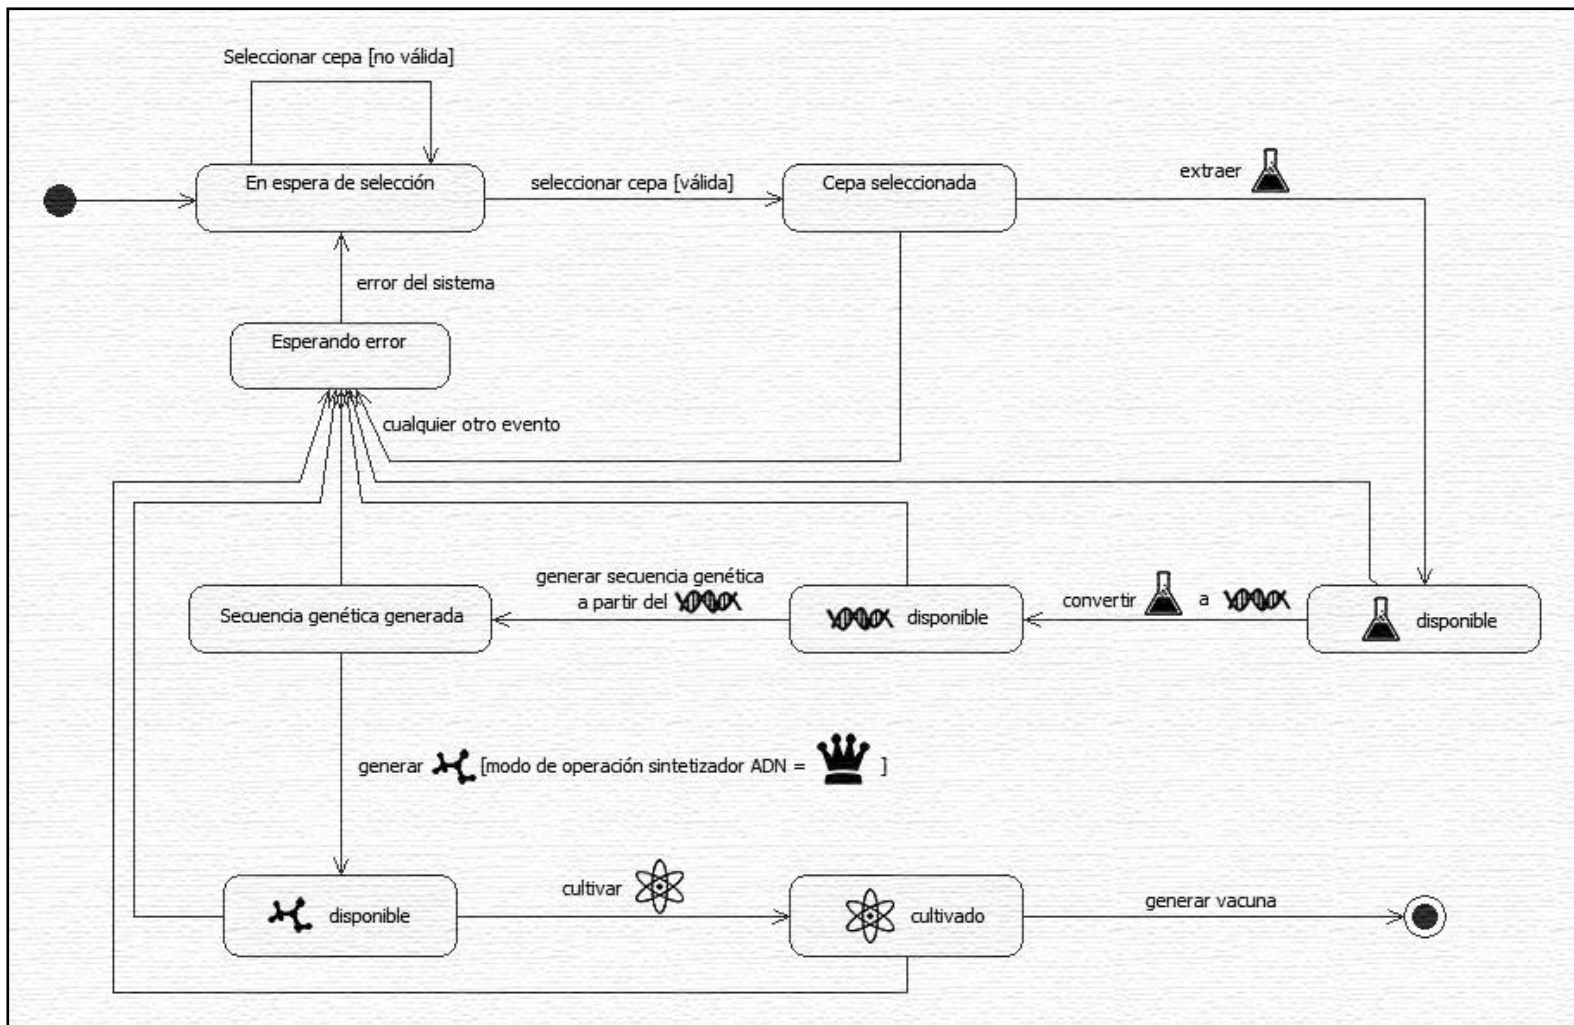 Seleccionar cepa [no válida]
En espera de selección
seleccionar cepa [válida]
Cepa seleccionada
extraer
error del sistema
Esperando error
cualquier otro evento
generar secuencia genética
a partir del
convertir a
Secuencia genética generada
disponible
disponible
generar [modo de operación sintetizador ADN = ]
cultivar
disponible
cultivado
generar vacuna